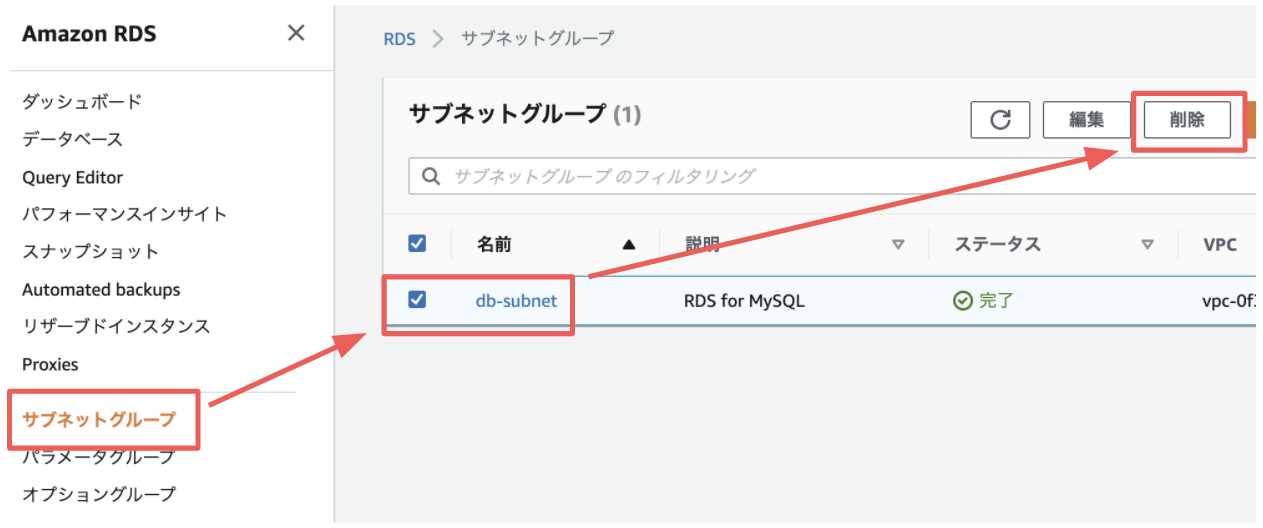 Amazon RDS
ダッシュボード
データベース
Query Editor
パフォーマンスインサイト
スナップショット
Automated backups
リザーブドインスタンス
Proxies
サブネットグループ
パラメータグループ
オプショングループ
RDS > サブネットグループ
サブネットグループ (1)
編集
削除
サブネットグループ のフィルタリング
名前 説明 ステータス VPC
db-subnet RDS for MySQL 完了 vpc-0f